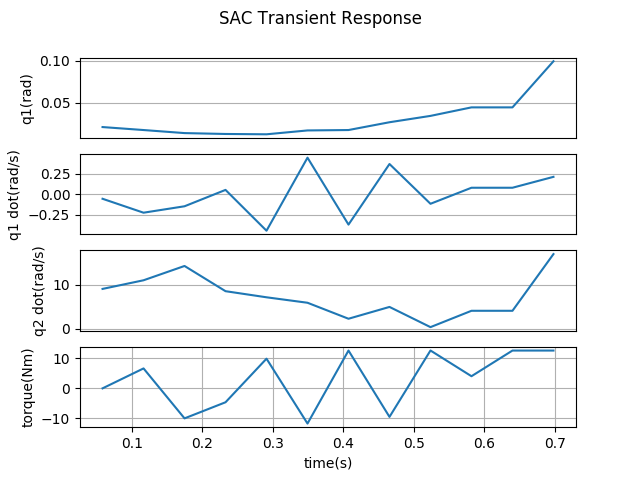 SAC Transient Response
q1(rad)
0.10
0.05
q1 dot(rad/s)
0.25
0.00
−0.25
q2 dot(rad/s)
10
0
torque(Nm)
10
0
−10
0.1 0.2 0.3 0.4 0.5 0.6 0.7
time(s)